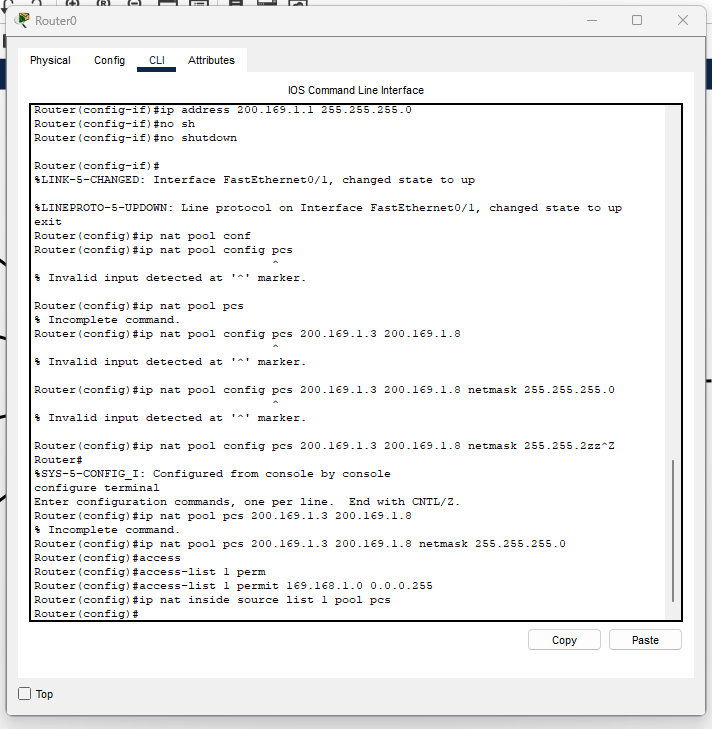 Router0
Physical Config CLI Attributes
IOS Command Line Interface
Router(config-if)#ip address 200.169.1.1 255.255.255.0
Router(config-if)#no sh
Router(config-if)#no shutdown
Router(config-if)#
%LINK-5-CHANGED: Interface FastEthernet0/1, changed state to up
%LINEPROTO-5-UPDOWN: Line protocol on Interface FastEthernet0/1, changed state to up
exit
Router(config)#ip nat pool conf
Router(config)#ip nat pool config pcs
^
% Invalid input detected at '^' marker.
Router(config)#ip nat pool pcs
% Incomplete command.
Router(config)#ip nat pool config pcs 200.169.1.3 200.169.1.8
^
% Invalid input detected at '^' marker.
Router(config)#ip nat pool config pcs 200.169.1.3 200.169.1.8 netmask 255.255.255.0
^
% Invalid input detected at '^' marker.
Router(config)#ip nat pool config pcs 200.169.1.3 200.169.1.8 netmask 255.255.2zz^Z
Router#
%SYS-5-CONFIG_I: Configured from console by console
configure terminal
Enter configuration commands, one per line.  End with CNTL/Z.
Router(config)#ip nat pool pcs 200.169.1.3 200.169.1.8
% Incomplete command.
Router(config)#ip nat pool pcs 200.169.1.3 200.169.1.8 netmask 255.255.255.0
Router(config)#access
Router(config)#access-list 1 perm
Router(config)#access-list 1 permit 169.168.1.0 0.0.0.255
Router(config)#ip nat inside source list 1 pool pcs
Router(config)#
Copy Paste
Top